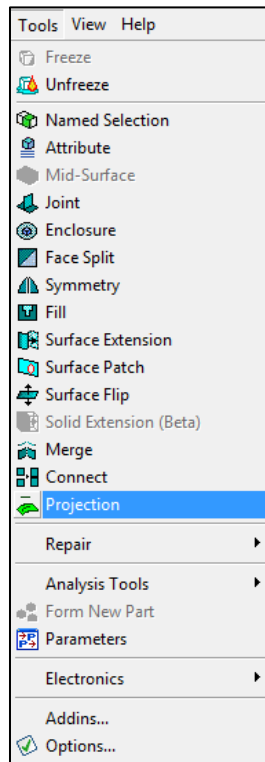 Tools View Help
Freeze
Unfreeze
Named Selection
Attribute
Mid-Surface
Joint
Enclosure
Face Split
Symmetry
Fill
Surface Extension
Surface Patch
Surface Flip
Solid Extension (Beta)
Merge
Connect
Projection
Repair
Analysis Tools
Form New Part
Parameters
Electronics
Addins...
Options...